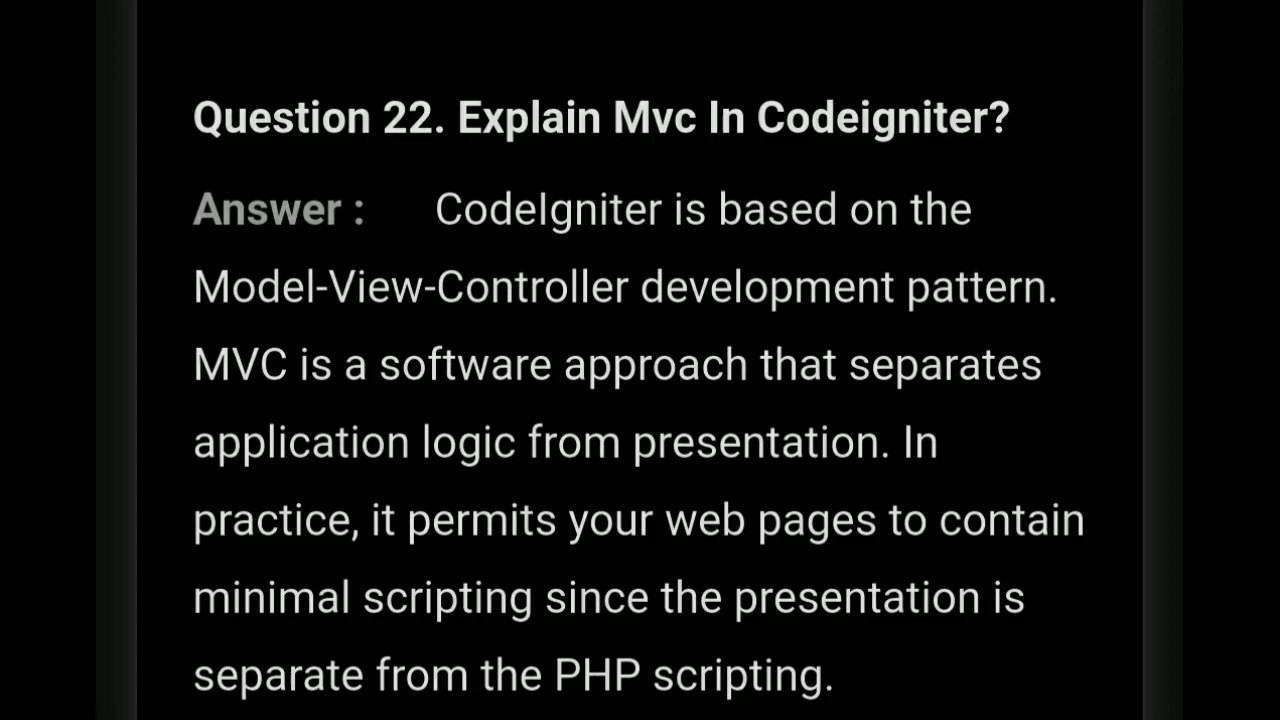 Question 22. Explain Mvc In Codeigniter?
Answer : CodeIgniter is based on the
Model-View-Controller development pattern.
MVC is a software approach that separates
application logic from presentation. In
practice, it permits your web pages to contain
minimal scripting since the presentation is
separate from the PHP scripting.